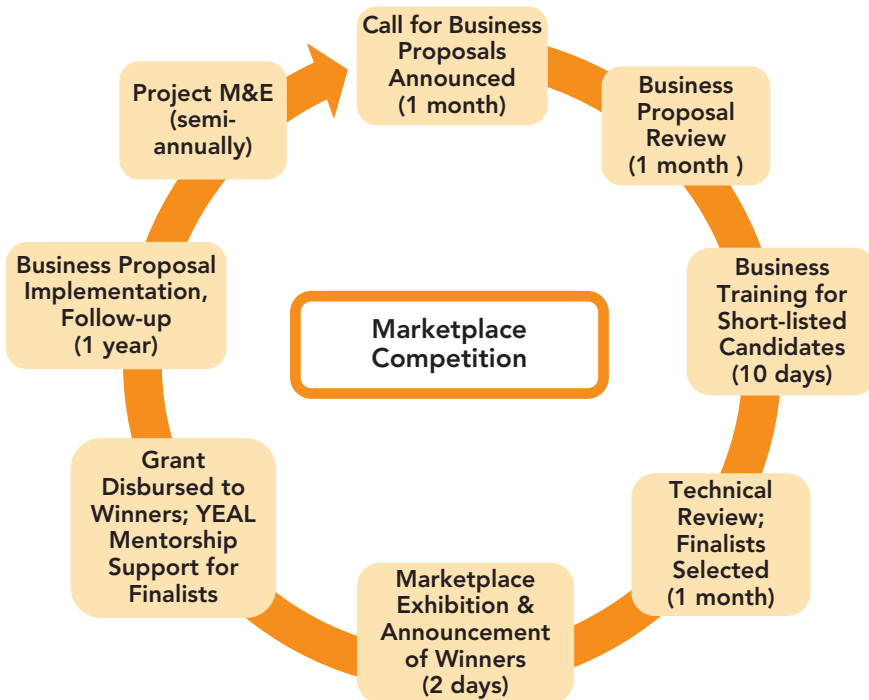 Call for Business
Proposals
Announced
(1 month)
Business
Proposal
Review
(1 month )
Business
Training for
Short-listed
Candidates
(10 days)
Technical
Review;
Finalists
Selected
(1 month)
Marketplace
Exhibition &
Announcement
of Winners
(2 days)
Grant
Disbursed to
Winners; YEAL
Mentorship
Support for
Finalists
Business Proposal
Implementation,
Follow-up
(1 year)
Project M&E
(semi-
annually)
Marketplace
Competition